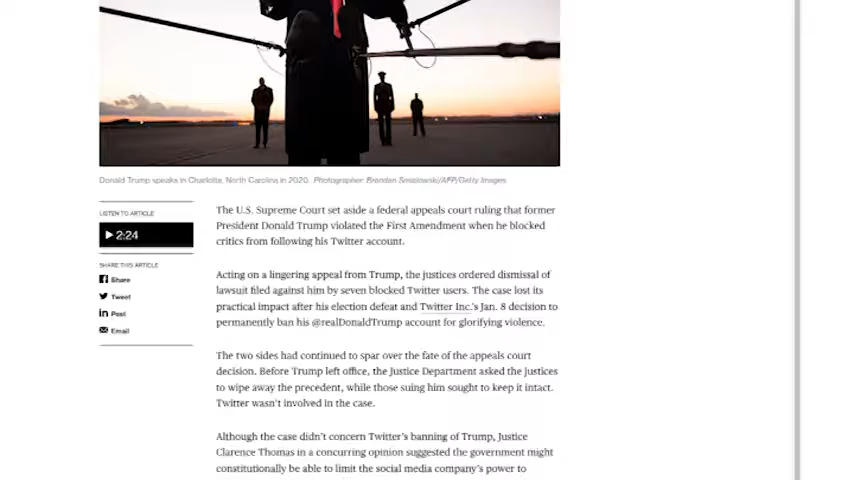 Donald Trump speaks in Charlotte, North Carolina in 2020. Photographer: Brendan Smialowski/AFP/Getty Images
LISTEN TO ARTICLE
2:24
SHARE THIS ARTICLE
Share
Tweet
Post
Email
The U.S. Supreme Court set aside a federal appeals court ruling that former
President Donald Trump violated the First Amendment when he blocked
critics from following his Twitter account.
Acting on a lingering appeal from Trump, the justices ordered dismissal of
lawsuit filed against him by seven blocked Twitter users. The case lost its
practical impact after his election defeat and Twitter Inc.'s Jan. 8 decision to
permanently ban his @realDonaldTrump account for glorifying violence.
The two sides had continued to spar over the fate of the appeals court
decision. Before Trump left office, the Justice Department asked the justices
to wipe away the precedent, while those suing him sought to keep it intact.
Twitter wasn't involved in the case.
Although the case didn't concern Twitter's banning of Trump, Justice
Clarence Thomas in a concurring opinion suggested the government might
constitutionally be able to limit the social media company's power to